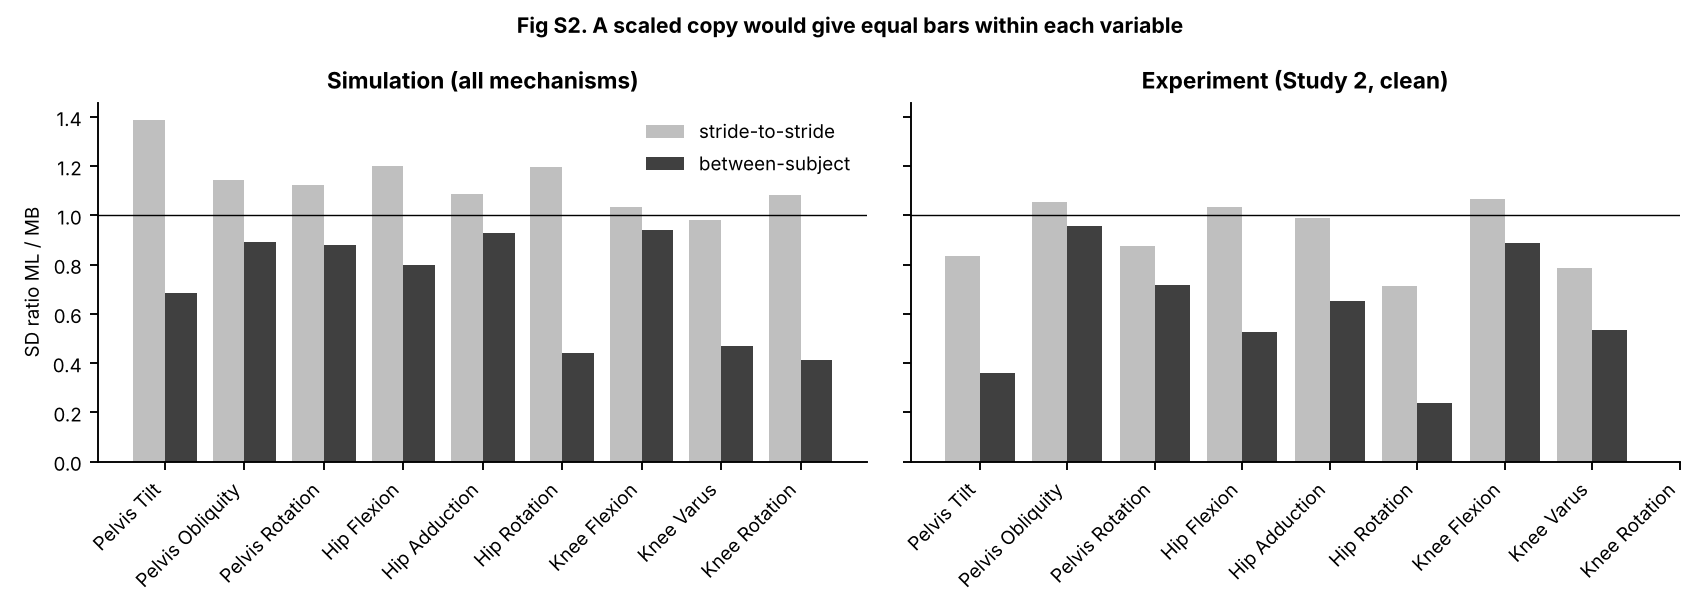 Fig S2. A scaled copy would give equal bars within each variable
Simulation (all mechanisms)
SD ratio ML / MB
1.4
1.2
1.0
0.8
0.6
0.4
0.2
0.0
stride-to-stride
between-subject
Pelvis Tilt
Pelvis Obliquity
Pelvis Rotation
Hip Flexion
Hip Adduction
Hip Rotation
Knee Flexion
Knee Varus
Knee Rotation
Experiment (Study 2, clean)
Pelvis Tilt
Pelvis Obliquity
Pelvis Rotation
Hip Flexion
Hip Adduction
Hip Rotation
Knee Flexion
Knee Varus
Knee Rotation